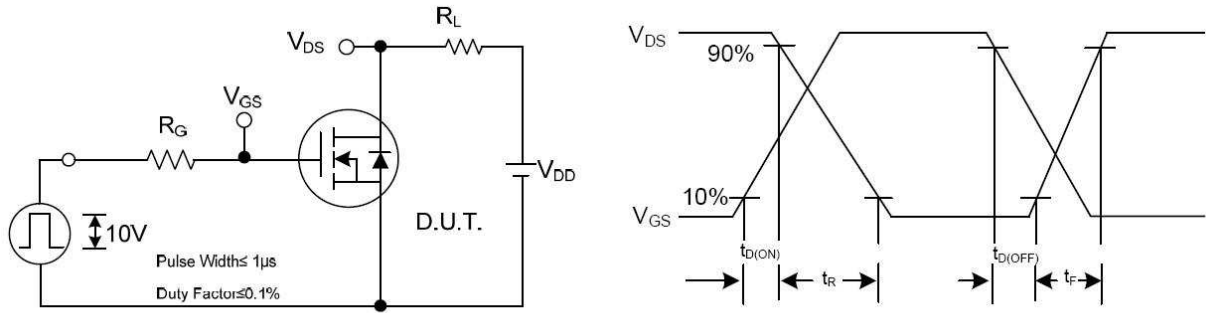 R_L
V_DS
V_GS
R_G
V_DD
10V
D.U.T.
Pulse Width≤ 1μs
Duty Factor≤0.1%
V_DS
90%
10%
V_GS
t_D(ON)
t_R
t_D(OFF)
t_F